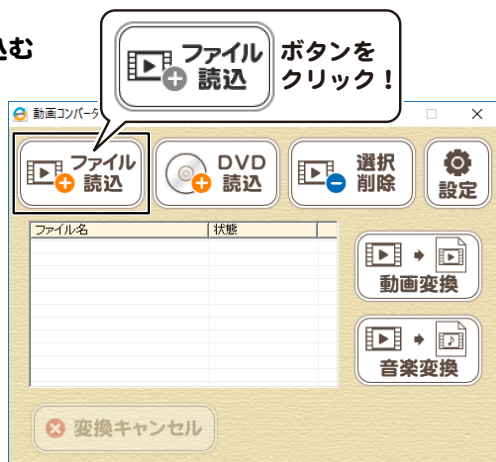 込む
ファイル
読込
ボタンを
クリック！
動画コンバータ
ファイル
読込
DVD
読込
選択
削除
設定
ファイル名
状態
動画変換
音楽変換
変換キャンセル